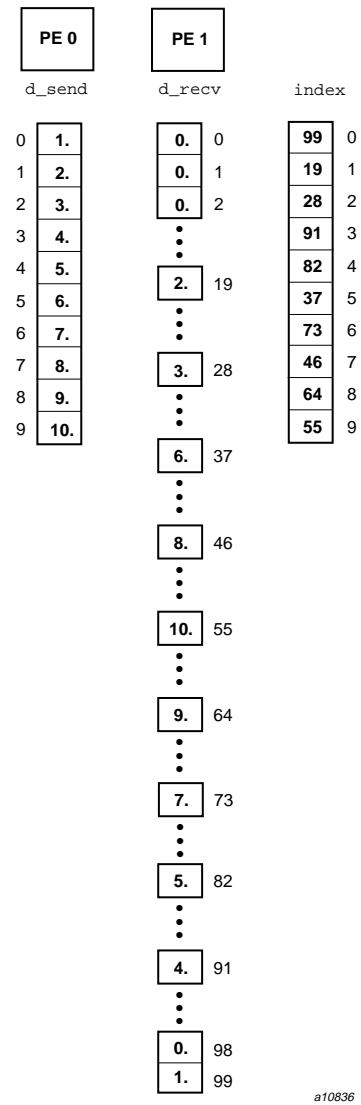 PE 0 PE 1
d_send d_recv index
0 1. 0. 0 99 0
1 2. 0. 1 19 1
2 3. 0. 2 28 2
3 4. 91 3
4 5. 2. 19 82 4
5 6. 37 5
6 7. 73 6
7 8. 3. 28 46 7
8 9. 64 8
9 10. 55 9
6. 37
8. 46
10. 55
9. 64
7. 73
5. 82
4. 91
0. 98
1. 99
a10836